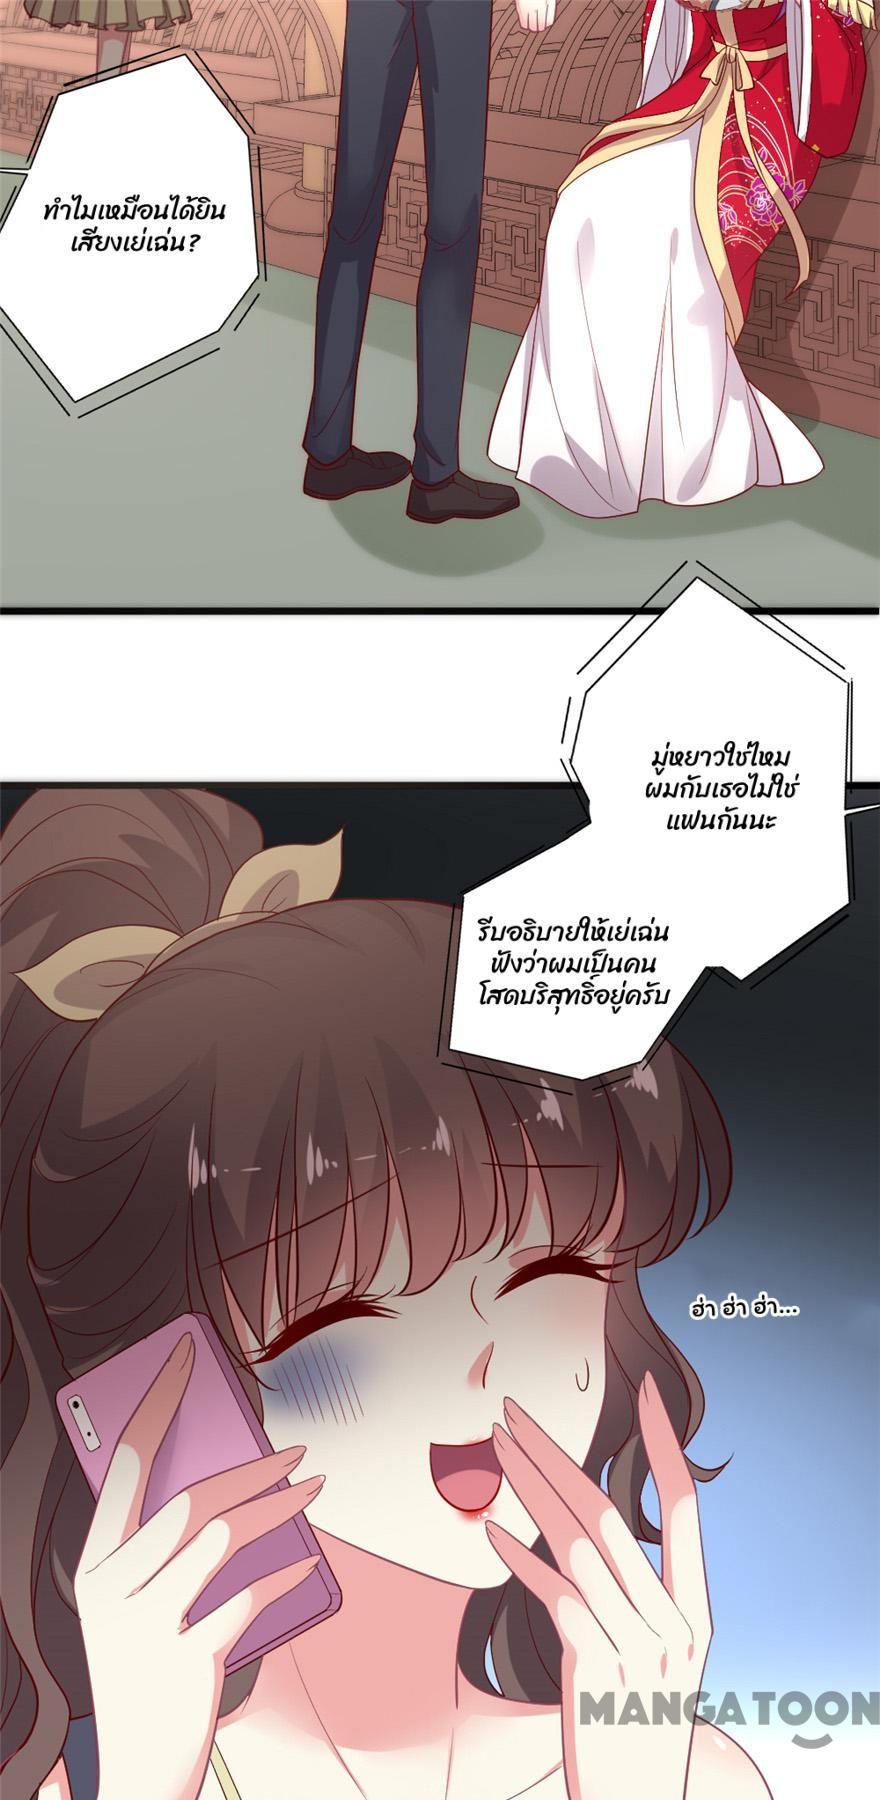 ทำไมเหมือนได้ยิน
เสียงเย่เฉ่น?
มู่หยาวใช่ไหม
ผมกับเธอไม่ใช่
แฟนกันนะ
รีบอธิบายให้เย่เฉ่น
ฟังว่าผมเป็นคน
โสดบริสุทธิ์อยู่ครับ
ฮ่า ฮ่า ฮ่า...
MANGATOON